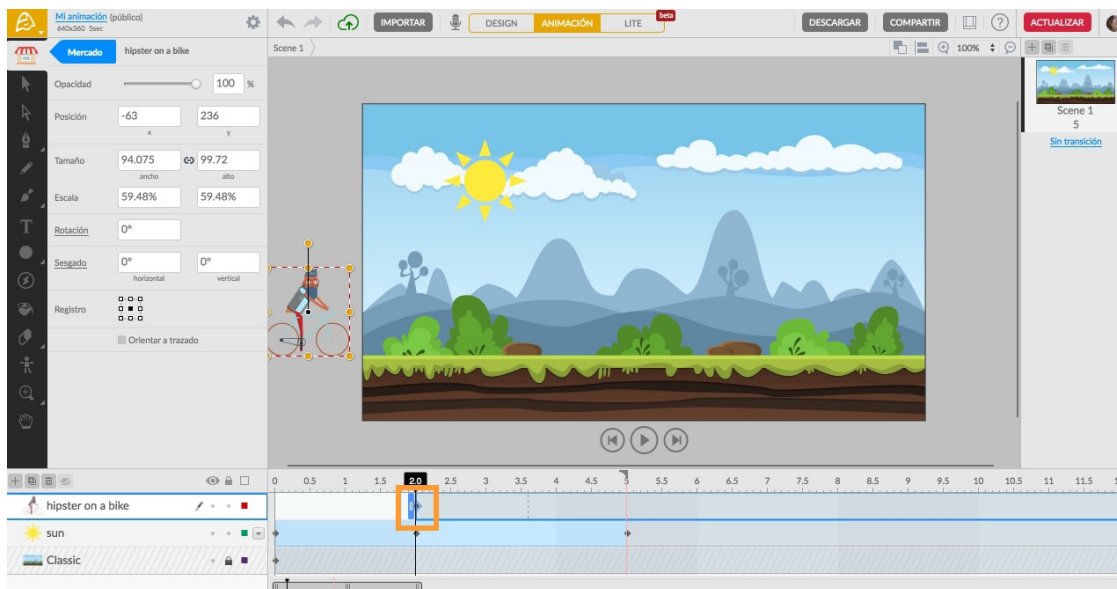 Mi animación (público)
640x360 5sec
IMPORTAR
DESIGN
ANIMACIÓN
LITE
beta
DESCARGAR
COMPARTIR
?
ACTUALIZAR
Mercado
hipster on a bike
Scene 1
100%
Opacidad
100 %
Posición
-63
236
x
y
Tamaño
94.075
99.72
ancho
alto
Escala
59.48%
59.48%
Rotación
0°
Sesgado
0°
0°
horizontal
vertical
Registro
Orientar a trazado
T
Scene 1
5
Sin transición
0 0.5 1 1.5 2.0 2.5 3 3.5 4 4.5 5 5.5 6 6.5 7 7.5 8 8.5 9 9.5 10 10.5 11 11.5
hipster on a bike
sun
Classic